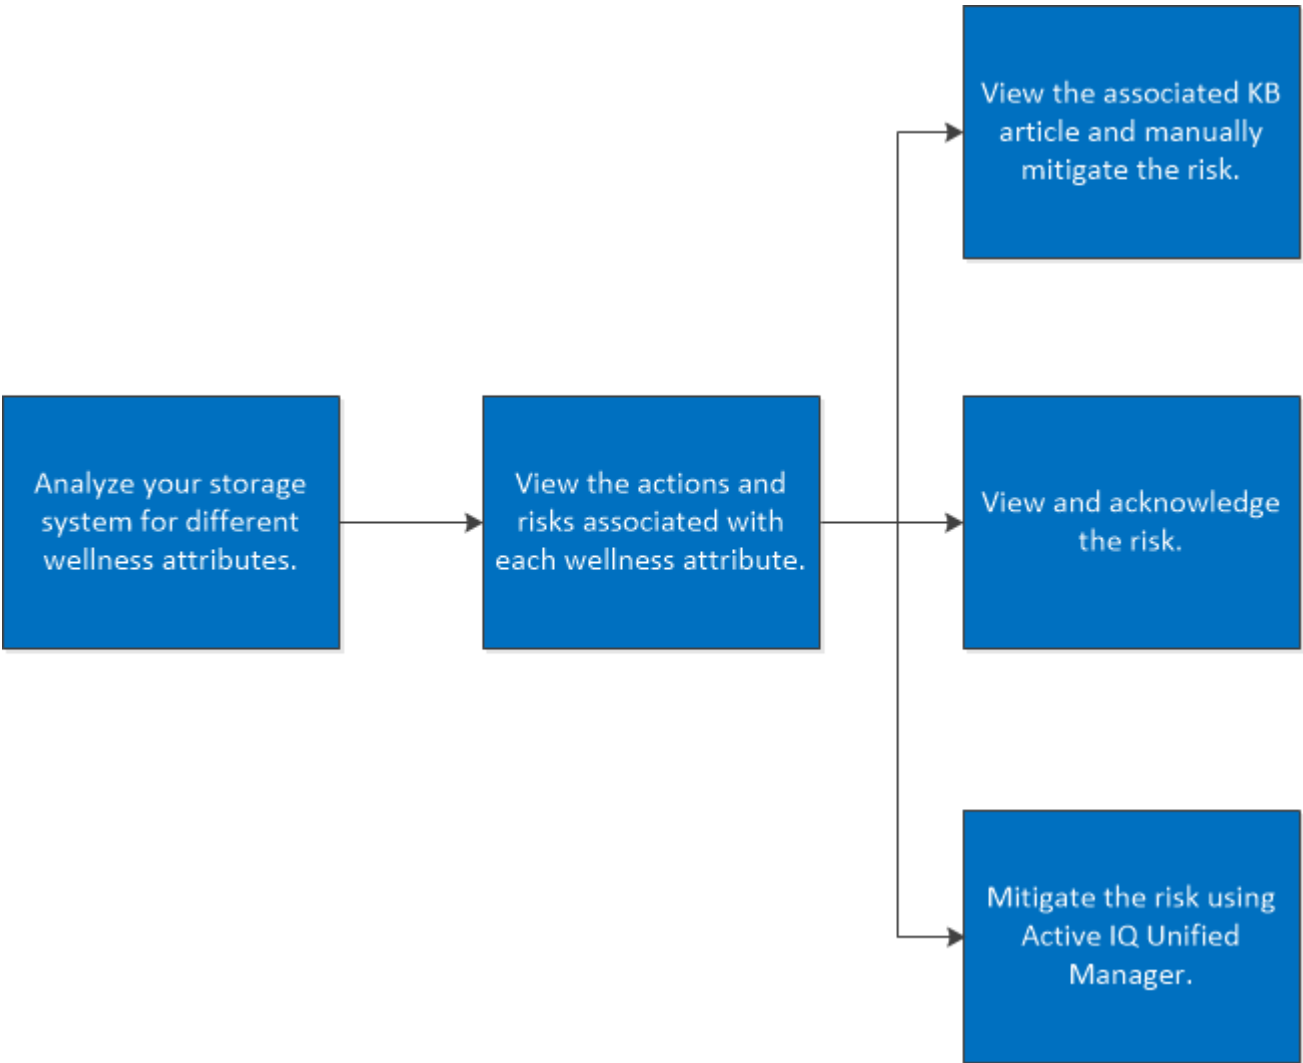 View the associated KB
article and manually
mitigate the risk.
Analyze your storage
system for different
wellness attributes.
View the actions and
risks associated with
each wellness attribute.
View and acknowledge
the risk.
Mitigate the risk using
Active IQ Unified
Manager.